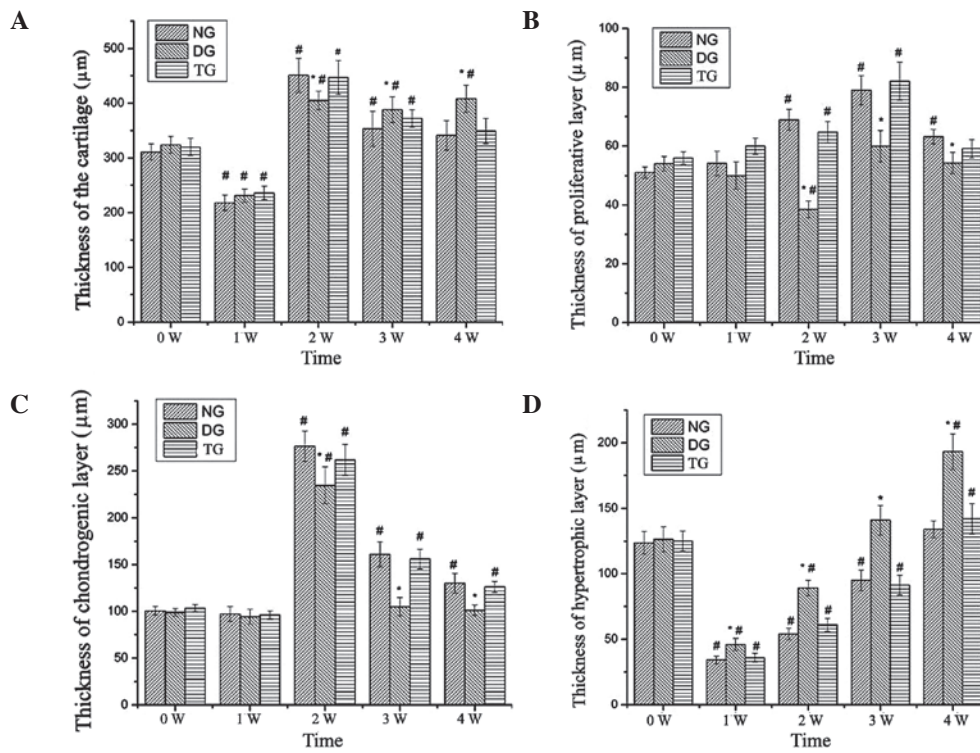 A
Thickness of the cartilage (μm)
500
400
300
200
100
0
NG
DG
TG
# *# #
# *# #
*#
# # #
0 W 1 W 2 W 3 W 4 W
Time
B
Thickness of proliferative layer (μm)
100
80
60
40
20
0
NG
DG
TG
# *# #
# * #
# *
0 W 1 W 2 W 3 W 4 W
Time
C
Thickness of chondrogenic layer (μm)
300
250
200
150
100
50
0
NG
DG
TG
# *# #
# * #
# * #
0 W 1 W 2 W 3 W 4 W
Time
D
Thickness of hypertrophic layer (μm)
200
150
100
50
0
NG
DG
TG
# *# #
# *# #
# * #
*# #
0 W 1 W 2 W 3 W 4 W
Time